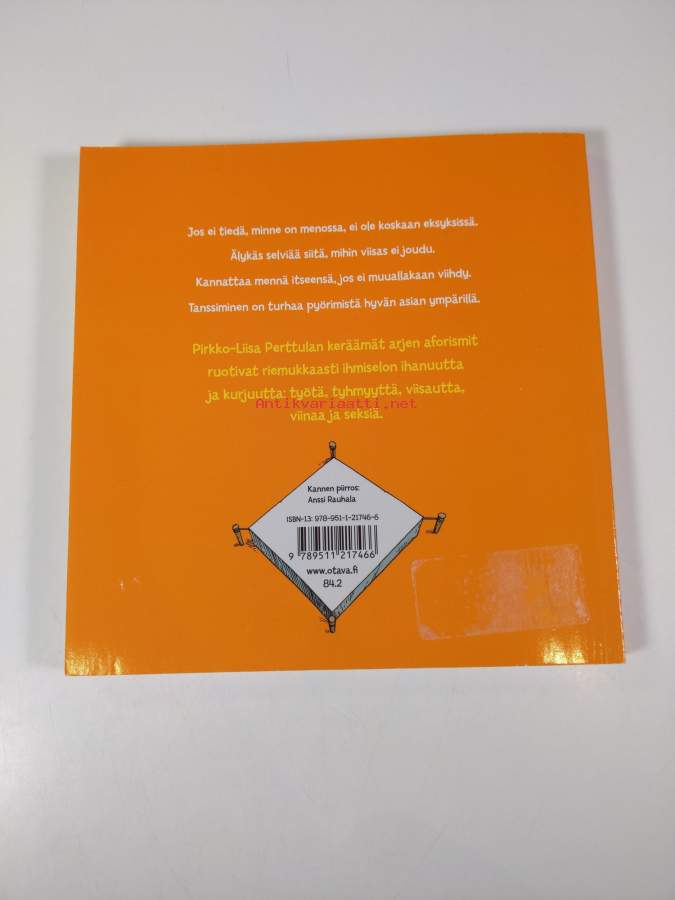 Jos ei tiedä, minne on menossa, ei ole koskaan eksyksissä.
Älykäs selviää siitä, mihin viisas ei joudu.
Kannattaa mennä itseensä, jos ei muuallakaan viihdy.
Tanssiminen on turhaa pyörimistä hyvän asian ympärillä.
Pirkko-Liisa Perttulan keräämät arjen aforismit
ruotivat riemukkaasti ihmiselon ihanuutta
ja kurjuutta: työtä, tyhmyyttä, viisautta,
Antikvariaatti.net
viinaa ja seksiä.
Kannen piirros:
Anssi Rauhala
ISBN-13: 978-951-1-21746-6
9 789511 217466
www.otava.fi
84.2